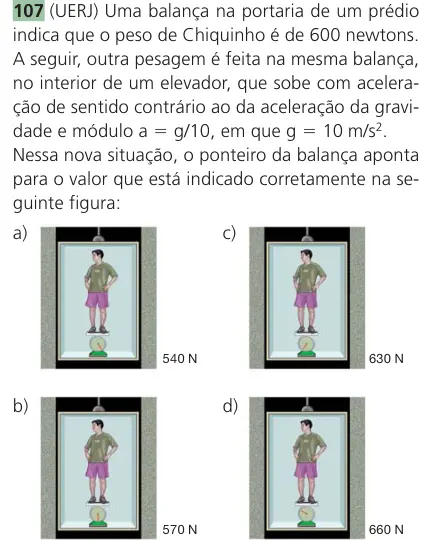 107 (UERJ) Uma balança na portaria de um prédio
indica que o peso de Chiquinho é de 600 newtons.
A seguir, outra pesagem é feita na mesma balança,
no interior de um elevador, que sobe com acelera-
ção de sentido contrário ao da aceleração da gravi-
dade e módulo a = g/10, em que g = 10 m/s².
Nessa nova situação, o ponteiro da balança aponta
para o valor que está indicado corretamente na se-
guinte figura:
a)
540 N
c)
630 N
b)
570 N
d)
660 N